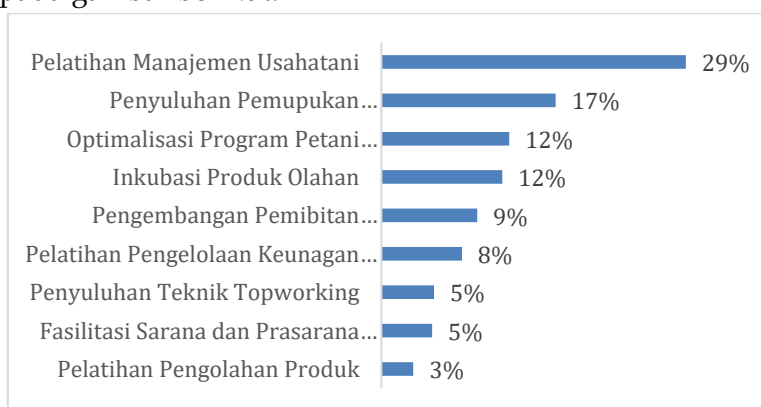 Pelatihan Manajemen Usahatani 29%
Penyuluhan Pemupukan... 17%
Optimalisasi Program Petani... 12%
Inkubasi Produk Olahan 12%
Pengembangan Pemibitan... 9%
Pelatihan Pengelolaan Keunagan... 8%
Penyuluhan Teknik Topworking 5%
Fasilitasi Sarana dan Prasarana... 5%
Pelatihan Pengolahan Produk 3%